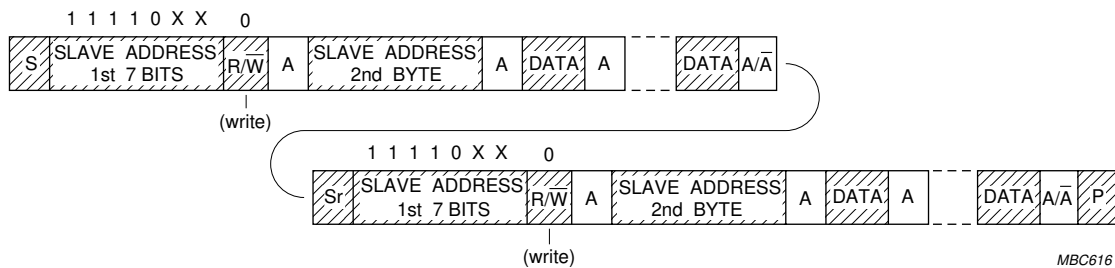 1 1 1 1 0 X X 0
S SLAVE ADDRESS 1st 7 BITS R/W̅ A SLAVE ADDRESS 2nd BYTE A DATA A DATA A/A̅
(write)
1 1 1 1 0 X X 0
Sr SLAVE ADDRESS 1st 7 BITS R/W̅ A SLAVE ADDRESS 2nd BYTE A DATA A DATA A/A̅ P
(write)
MBC616